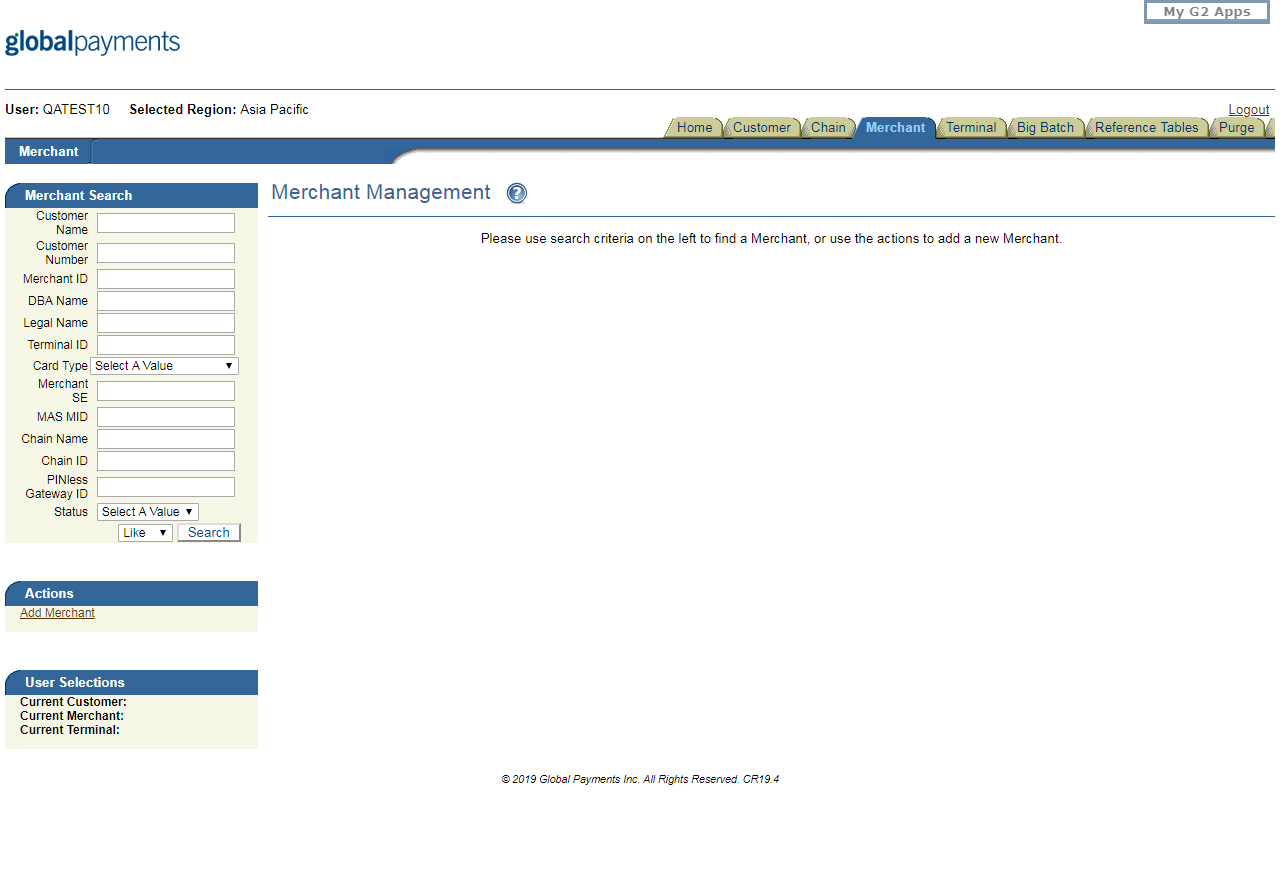 My G2 Apps
globalpayments
User: QATEST10 Selected Region: Asia Pacific
Logout
Home Customer Chain Merchant Terminal Big Batch Reference Tables Purge
Merchant
Merchant Search
Customer Name
Customer Number
Merchant ID
DBA Name
Legal Name
Terminal ID
Card Type Select A Value
Merchant SE
MAS MID
Chain Name
Chain ID
PINless Gateway ID
Status Select A Value
Like Search
Merchant Management ?
Please use search criteria on the left to find a Merchant, or use the actions to add a new Merchant.
Actions
Add Merchant
User Selections
Current Customer:
Current Merchant:
Current Terminal:
© 2019 Global Payments Inc. All Rights Reserved. CR19.4